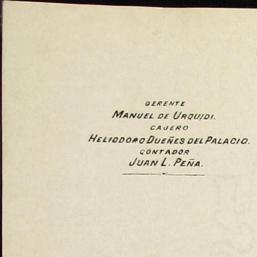 GERENTE
MANUEL DE URQUIDI.
CAJERO
HELIODORO DUEÑES DEL PALACIO.
CONTADOR
JUAN L. PEÑA.